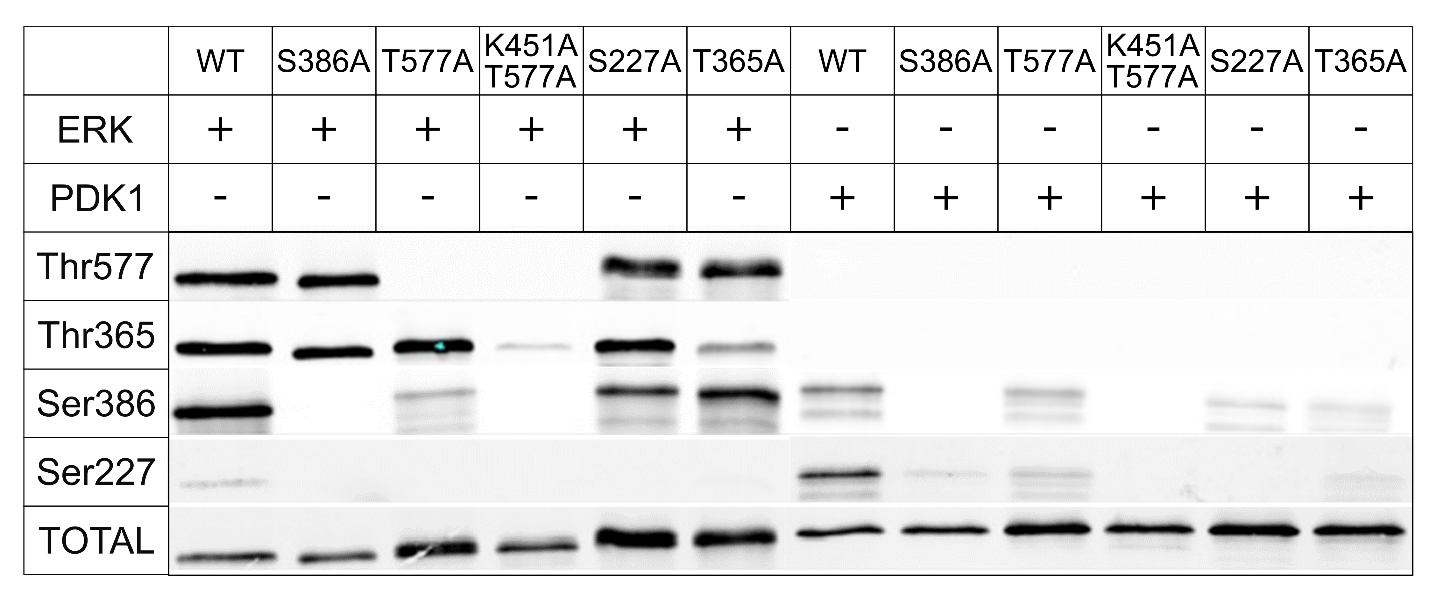 WT S386A T577A K451A T577A S227A T365A WT S386A T577A K451A T577A S227A T365A
ERK + + + + + + - - - - - -
PDK1 - - - - - - + + + + + +
Thr577
Thr365
Ser386
Ser227
TOTAL